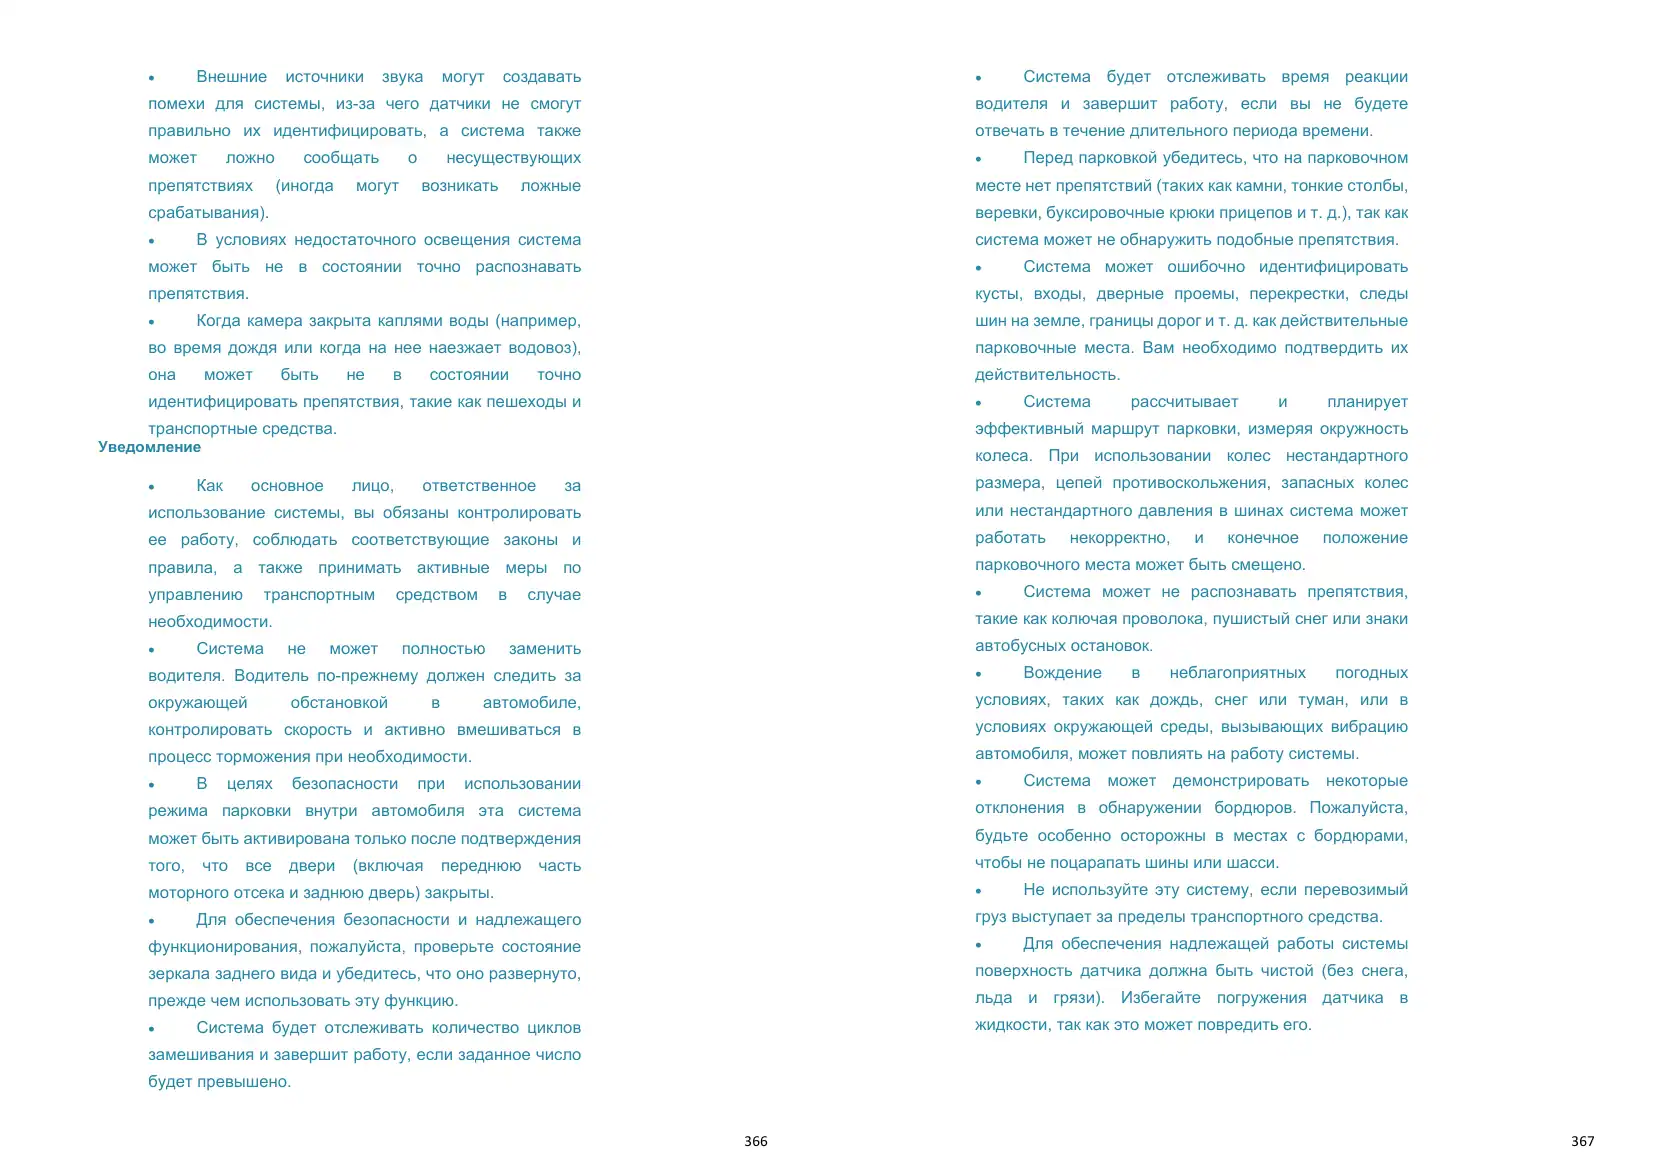 • Внешние источники звука могут создавать
помехи для системы, из-за чего датчики не смогут
правильно их идентифицировать, а система также
может ложно сообщать о несуществующих
препятствиях (иногда могут возникать ложные
срабатывания).
• В условиях недостаточного освещения система
может быть не в состоянии точно распознавать
препятствия.
• Когда камера закрыта каплями воды (например,
во время дождя или когда на нее наезжает водовоз),
она может быть не в состоянии точно
идентифицировать препятствия, такие как пешеходы и
транспортные средства.
Уведомление
• Как основное лицо, ответственное за
использование системы, вы обязаны контролировать
ее работу, соблюдать соответствующие законы и
правила, а также принимать активные меры по
управлению транспортным средством в случае
необходимости.
• Система не может полностью заменить
водителя. Водитель по-прежнему должен следить за
окружающей обстановкой в автомобиле,
контролировать скорость и активно вмешиваться в
процесс торможения при необходимости.
• В целях безопасности при использовании
режима парковки внутри автомобиля эта система
может быть активирована только после подтверждения
того, что все двери (включая переднюю часть
моторного отсека и заднюю дверь) закрыты.
• Для обеспечения безопасности и надлежащего
функционирования, пожалуйста, проверьте состояние
зеркала заднего вида и убедитесь, что оно развернуто,
прежде чем использовать эту функцию.
• Система будет отслеживать количество циклов
замешивания и завершит работу, если заданное число
будет превышено.
366
• Система будет отслеживать время реакции
водителя и завершит работу, если вы не будете
отвечать в течение длительного периода времени.
• Перед парковкой убедитесь, что на парковочном
месте нет препятствий (таких как камни, тонкие столбы,
веревки, буксировочные крюки прицепов и т. д.), так как
система может не обнаружить подобные препятствия.
• Система может ошибочно идентифицировать
кусты, входы, дверные проемы, перекрестки, следы
шин на земле, границы дорог и т. д. как действительные
парковочные места. Вам необходимо подтвердить их
действительность.
• Система рассчитывает и планирует
эффективный маршрут парковки, измеряя окружность
колеса. При использовании колес нестандартного
размера, цепей противоскольжения, запасных колес
или нестандартного давления в шинах система может
работать некорректно, и конечное положение
парковочного места может быть смещено.
• Система может не распознавать препятствия,
такие как колючая проволока, пушистый снег или знаки
автобусных остановок.
• Вождение в неблагоприятных погодных
условиях, таких как дождь, снег или туман, или в
условиях окружающей среды, вызывающих вибрацию
автомобиля, может повлиять на работу системы.
• Система может демонстрировать некоторые
отклонения в обнаружении бордюров. Пожалуйста,
будьте особенно осторожны в местах с бордюрами,
чтобы не поцарапать шины или шасси.
• Не используйте эту систему, если перевозимый
груз выступает за пределы транспортного средства.
• Для обеспечения надлежащей работы системы
поверхность датчика должна быть чистой (без снега,
льда и грязи). Избегайте погружения датчика в
жидкости, так как это может повредить его.
367